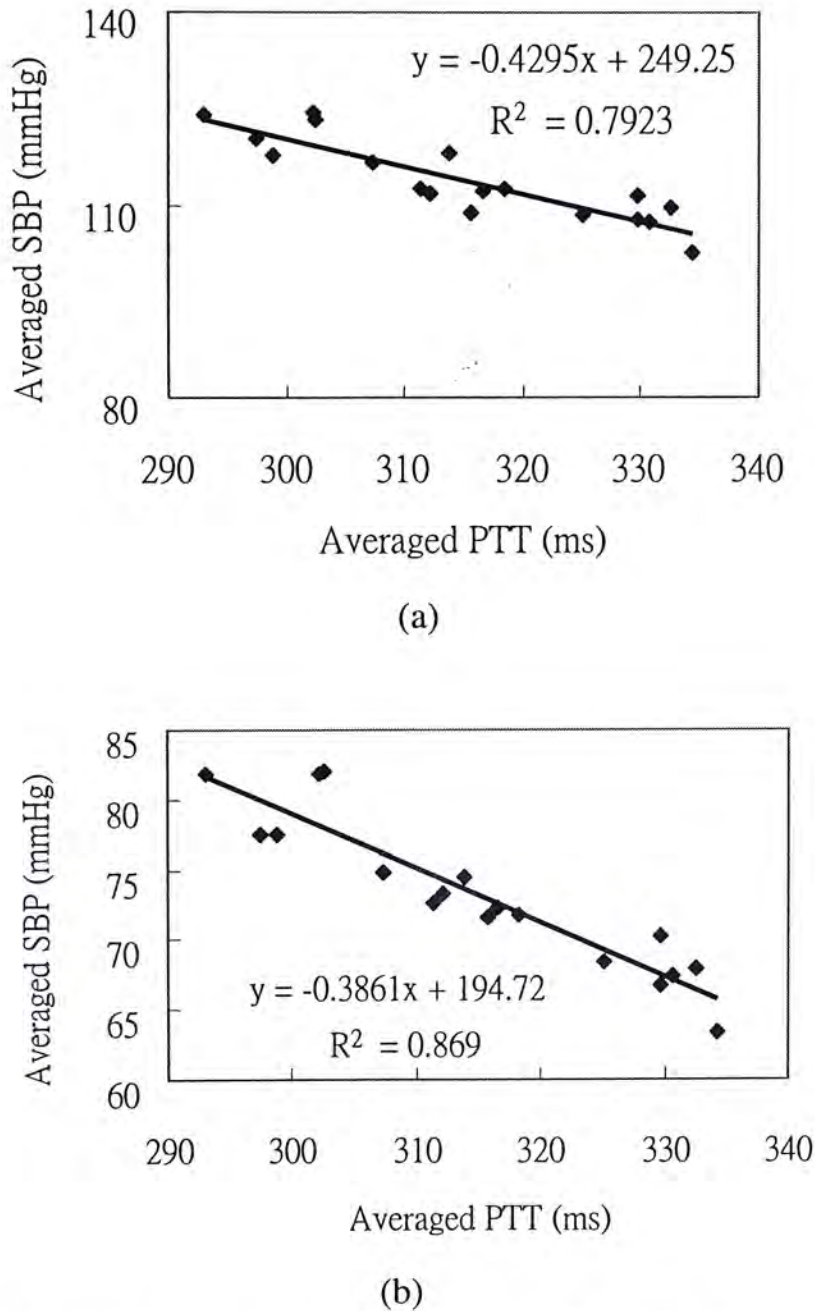 140
y = -0.4295x + 249.25
R² = 0.7923
110
80
Averaged SBP (mmHg)
290 300 310 320 330 340
Averaged PTT (ms)
(a)
85
80
75
70
65
60
Averaged SBP (mmHg)
y = -0.3861x + 194.72
R² = 0.869
290 300 310 320 330 340
Averaged PTT (ms)
(b)